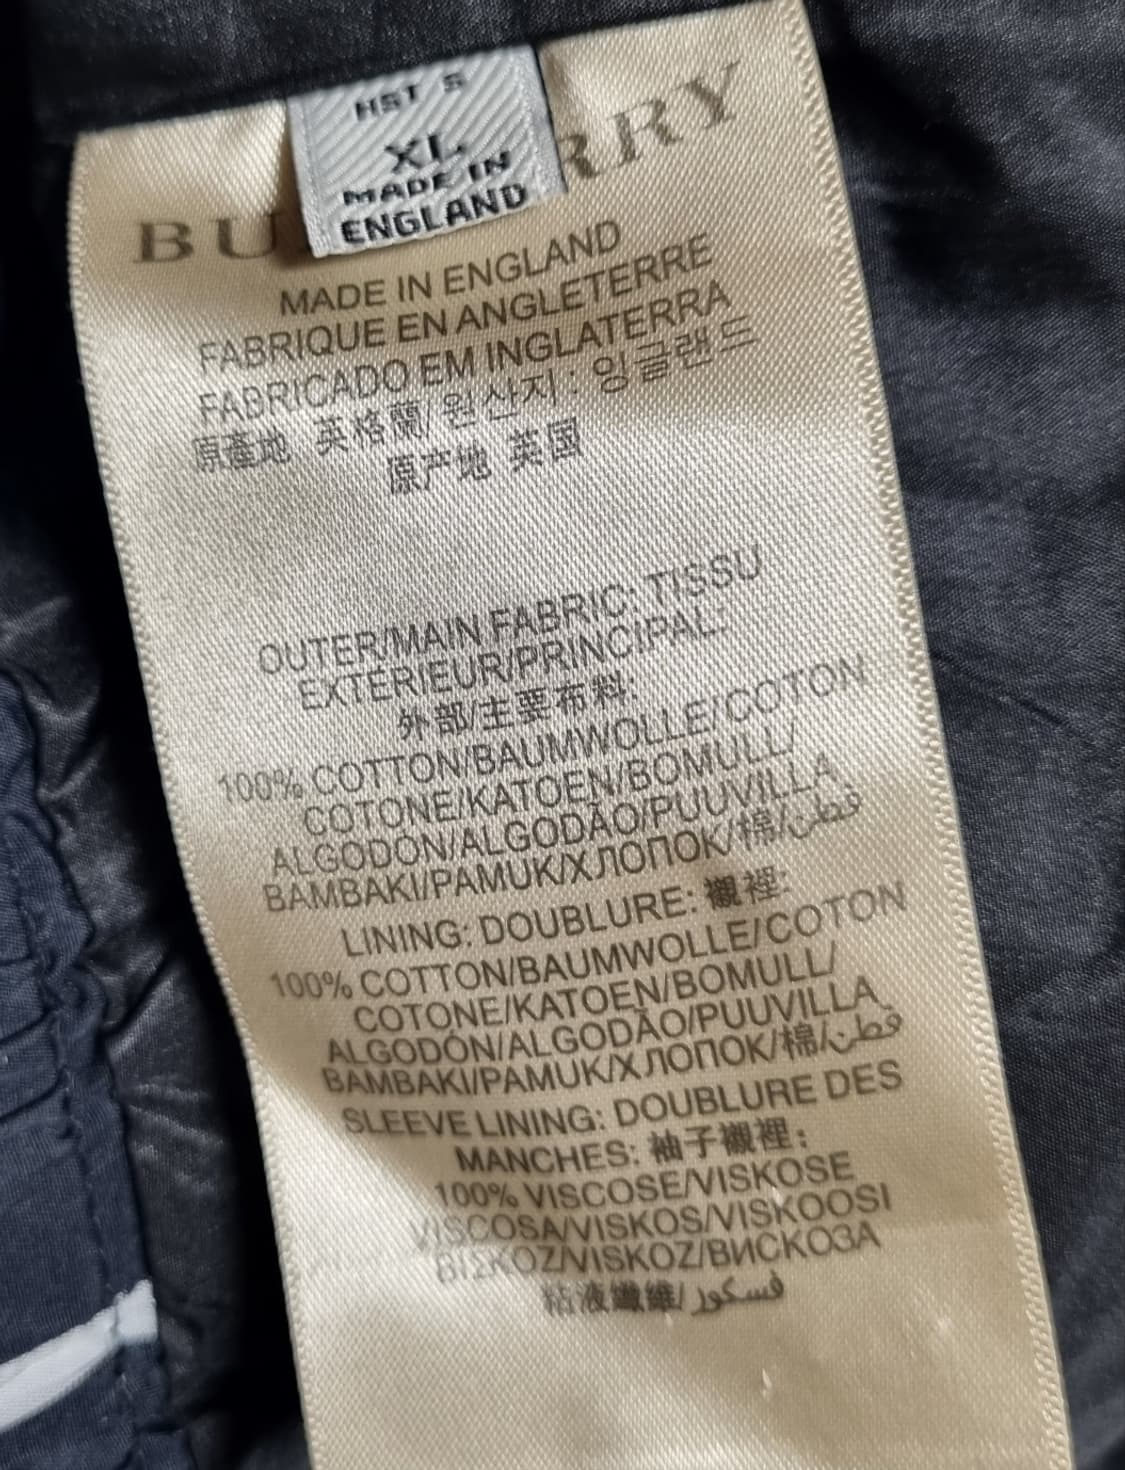 HST S
XL
MADE IN
ENGLAND
BU RRY
MADE IN ENGLAND
FABRIQUE EN ANGLETERRE
FABRICADO EM INGLATERRA
原產地 英格蘭/원산지 : 잉글랜드
原产地 英国
OUTER/MAIN FABRIC: TISSU
EXTERIEUR/PRINCIPAL:
外部/主要布料:
100% COTTON/BAUMWOLLE/COTON
COTONE/KATOEN/BOMULL/
ALGODÓN/ALGODÃO/PUUVILLA
BAMBAKI/PAMUK/ХЛОПОК/棉/قطن
LINING: DOUBLURE: 襯裡:
100% COTTON/BAUMWOLLE/COTON
COTONE/KATOEN/BOMULL/
ALGODÓN/ALGODÃO/PUUVILLA
BAMBAKI/PAMUK/ХЛОПОК/棉/قطن
SLEEVE LINING: DOUBLURE DES
MANCHES: 袖子襯裡:
100% VISCOSE/VISKOSE
VISCOSA/VISKOS/VISKOOSI
ΒΙΣΚΟΖ/VISKOZ/ВИСКОЗА
粘液纖維/فسكوز